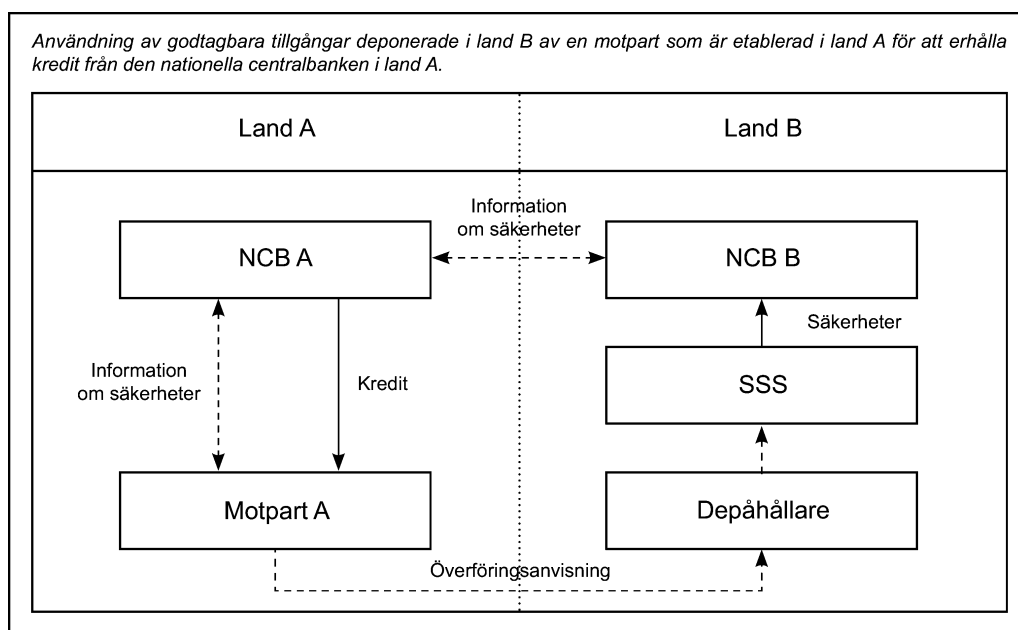 Användning av godtagbara tillgångar deponerade i land B av en motpart som är etablerad i land A för att erhålla
kredit från den nationella centralbanken i land A.
Land A
Land B
Information
om säkerheter
NCB A
NCB B
Säkerheter
Information
om säkerheter
Kredit
SSS
Motpart A
Depåhållare
Överföringsanvisning